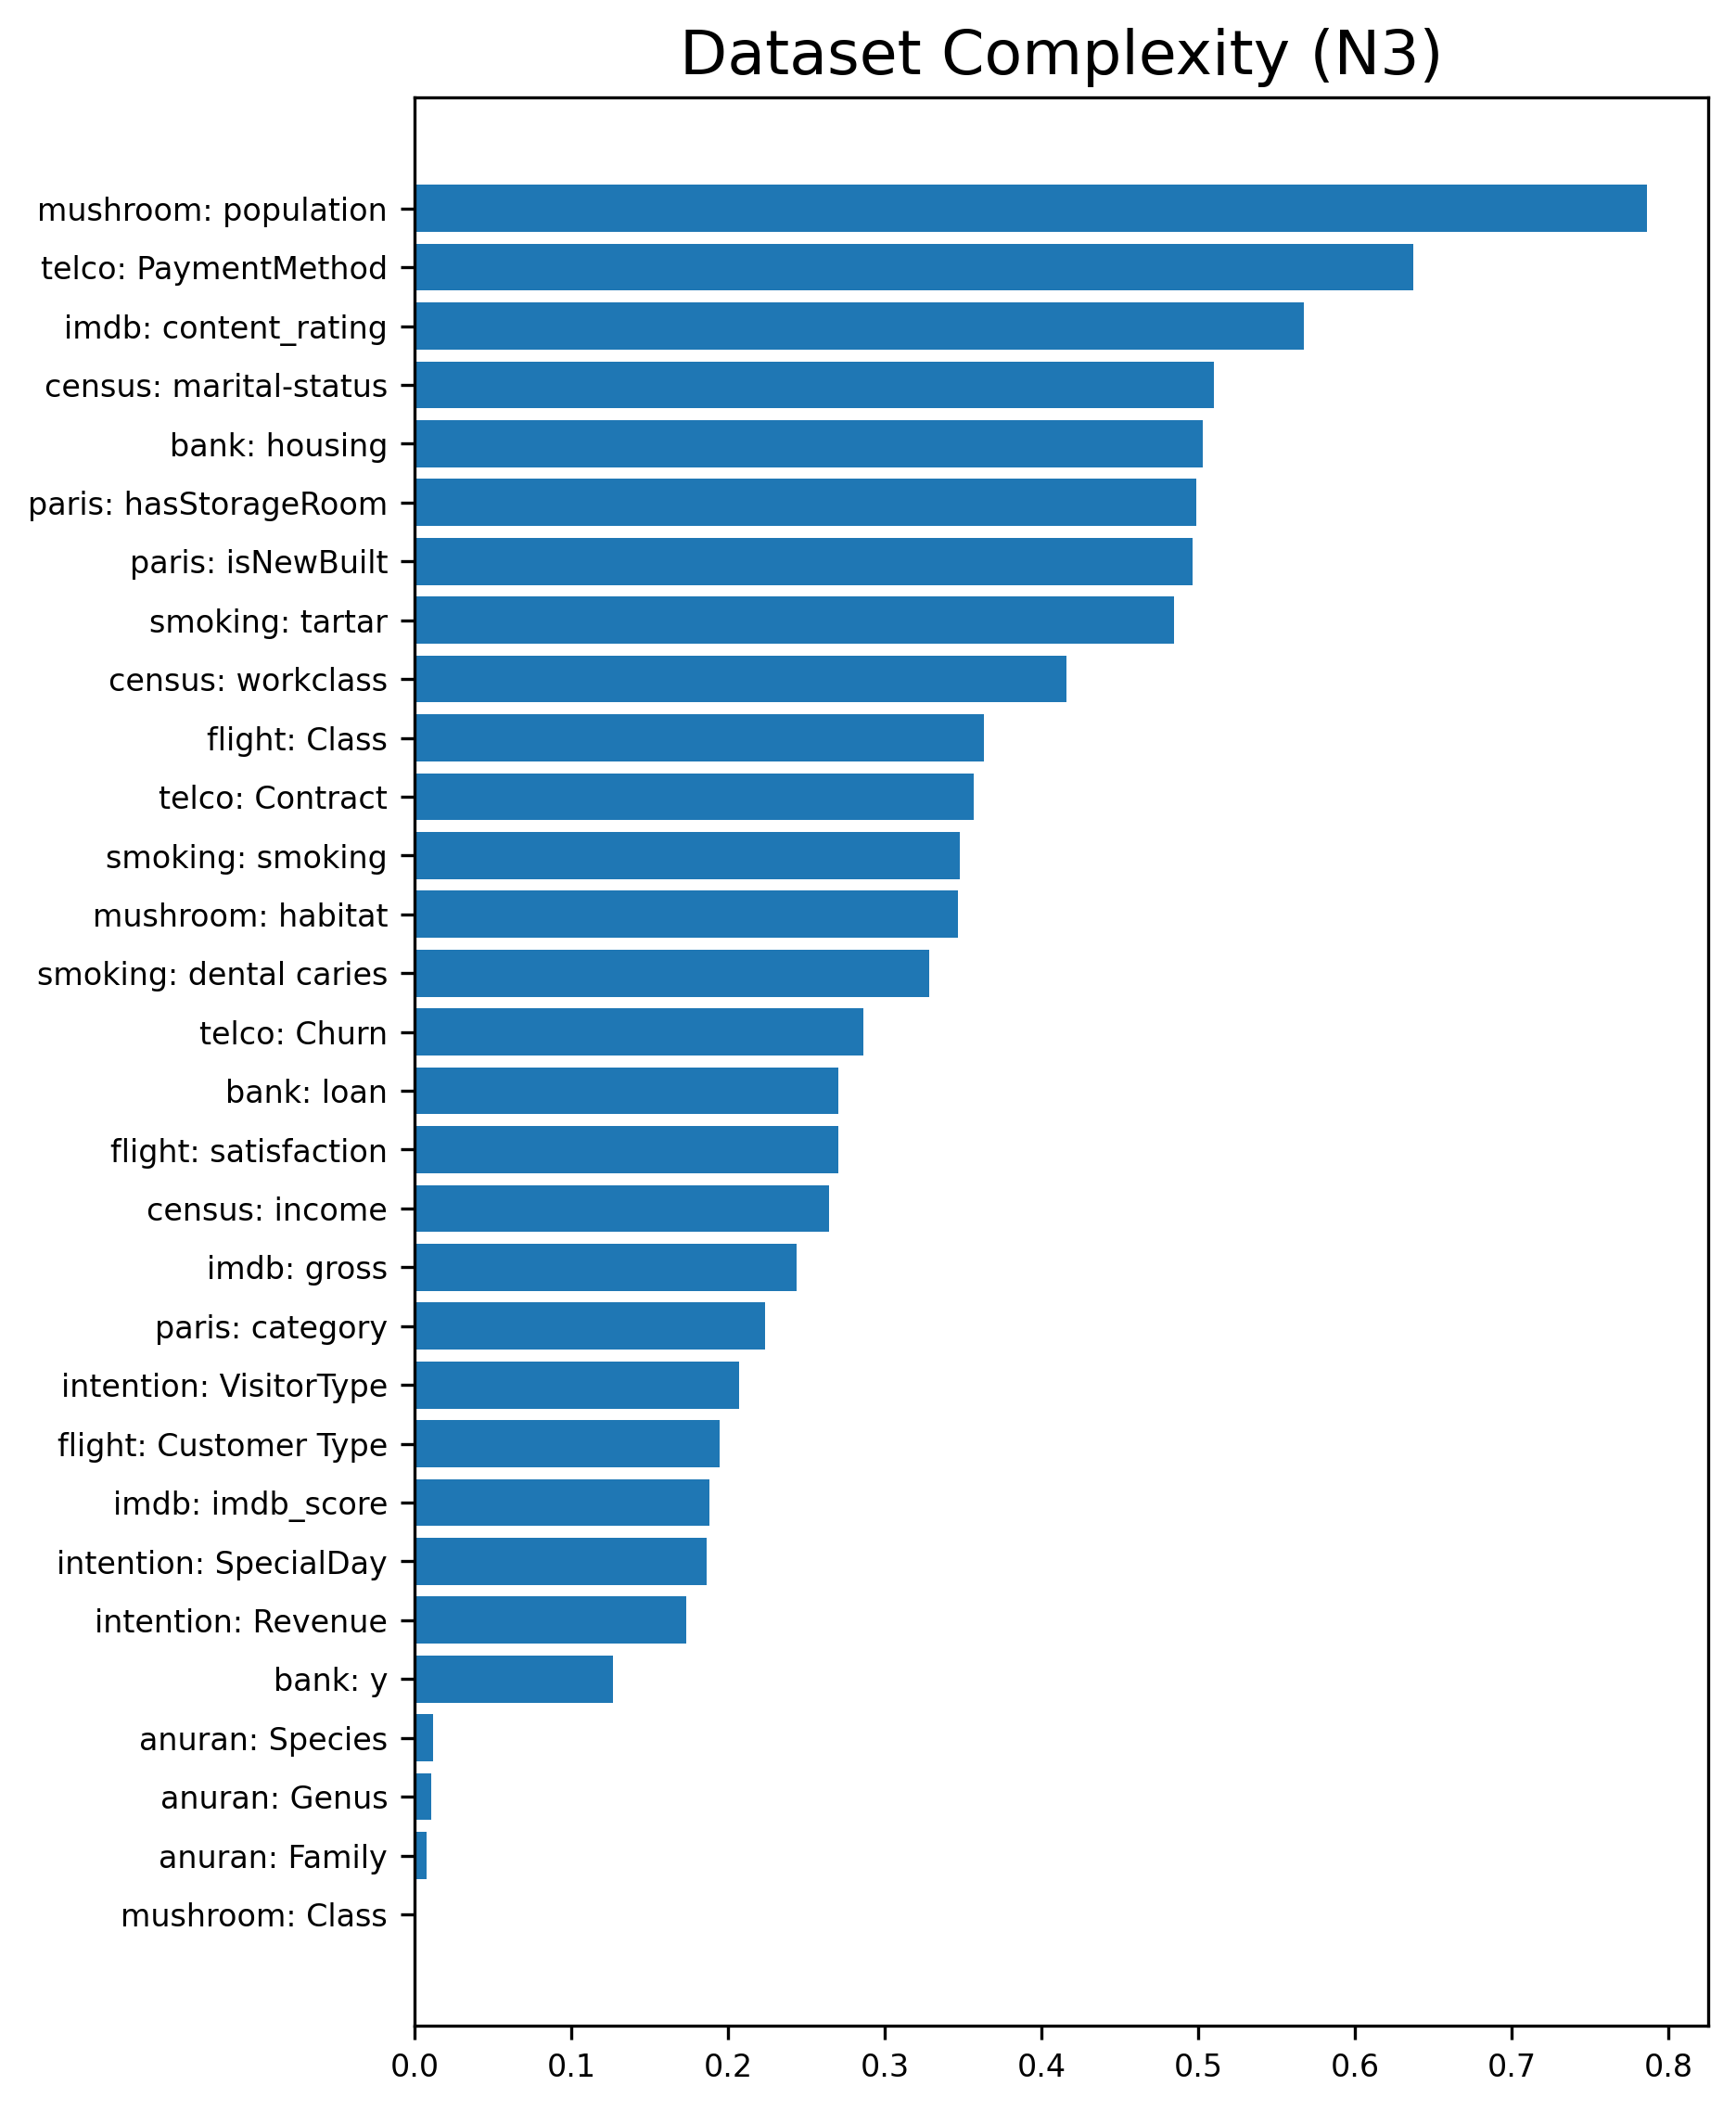 Dataset Complexity (N3)
mushroom: population
telco: PaymentMethod
imdb: content_rating
census: marital-status
bank: housing
paris: hasStorageRoom
paris: isNewBuilt
smoking: tartar
census: workclass
flight: Class
telco: Contract
smoking: smoking
mushroom: habitat
smoking: dental caries
telco: Churn
bank: loan
flight: satisfaction
census: income
imdb: gross
paris: category
intention: VisitorType
flight: Customer Type
imdb: imdb_score
intention: SpecialDay
intention: Revenue
bank: y
anuran: Species
anuran: Genus
anuran: Family
mushroom: Class
0.0 0.1 0.2 0.3 0.4 0.5 0.6 0.7 0.8